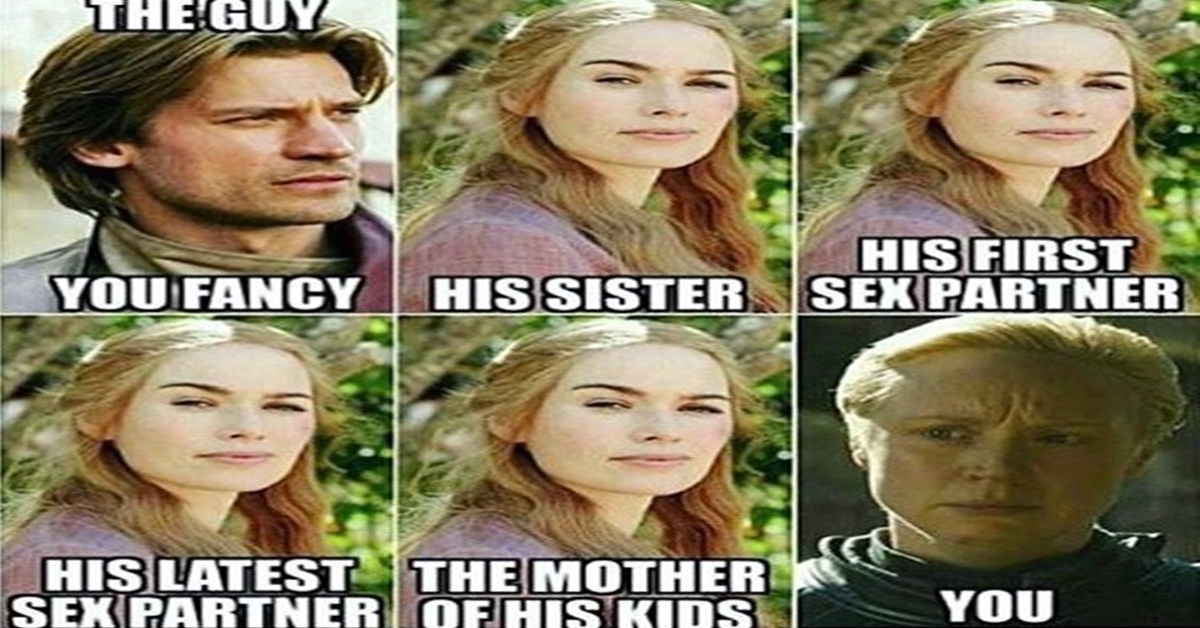 THE GUY
YOU FANCY
HIS SISTER
HIS FIRST
SEX PARTNER
HIS LATEST
SEX PARTNER
THE MOTHER
OF HIS KIDS
YOU